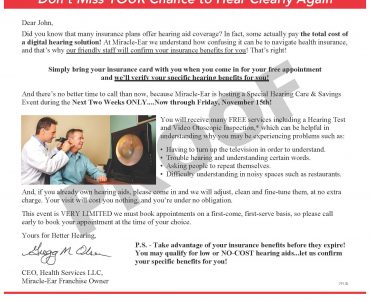 Don't Miss YOUR Chance to Hear Clearly Again
Dear John,
Did you know that many insurance plans offer hearing aid coverage? In fact, some actually pay the total cost of
a digital hearing solution! At Miracle-Ear we understand how confusing it can be to navigate health insurance,
and that's why our friendly staff will confirm your insurance benefits for you! That's right!
Simply bring your insurance card with you when you come in for your free appointment
and we'll verify your specific hearing benefits for you!
And there's no better time to call than now, because Miracle-Ear is hosting a Special Hearing Care & Savings
Event during the Next Two Weeks ONLY....Now through Friday, November 15th!
You will receive many FREE services including a Hearing Test
and Video Otoscopic Inspection,* which can be helpful in
understanding why you may be experiencing problems such as:
• Having to turn up the television in order to understand.
• Trouble hearing and understanding certain words.
• Asking people to repeat themselves.
• Difficulty understanding in noisy spaces such as restaurants.
And, if you already own hearing aids, please come in and we will adjust, clean and fine-tune them, at no extra
charge. Your visit will cost you nothing, and you're under no obligation.
This event is VERY LIMITED we must book appointments on a first-come, first-serve basis, so please call
early to book your appointment at the time of your choice.
Yours for Better Hearing,
P.S. - Take advantage of your insurance benefits before they expire!
You may qualify for low or NO-COST hearing aids...let us confirm
your specific benefits for you!
CEO, Health Services LLC,
Miracle-Ear Franchise Owner